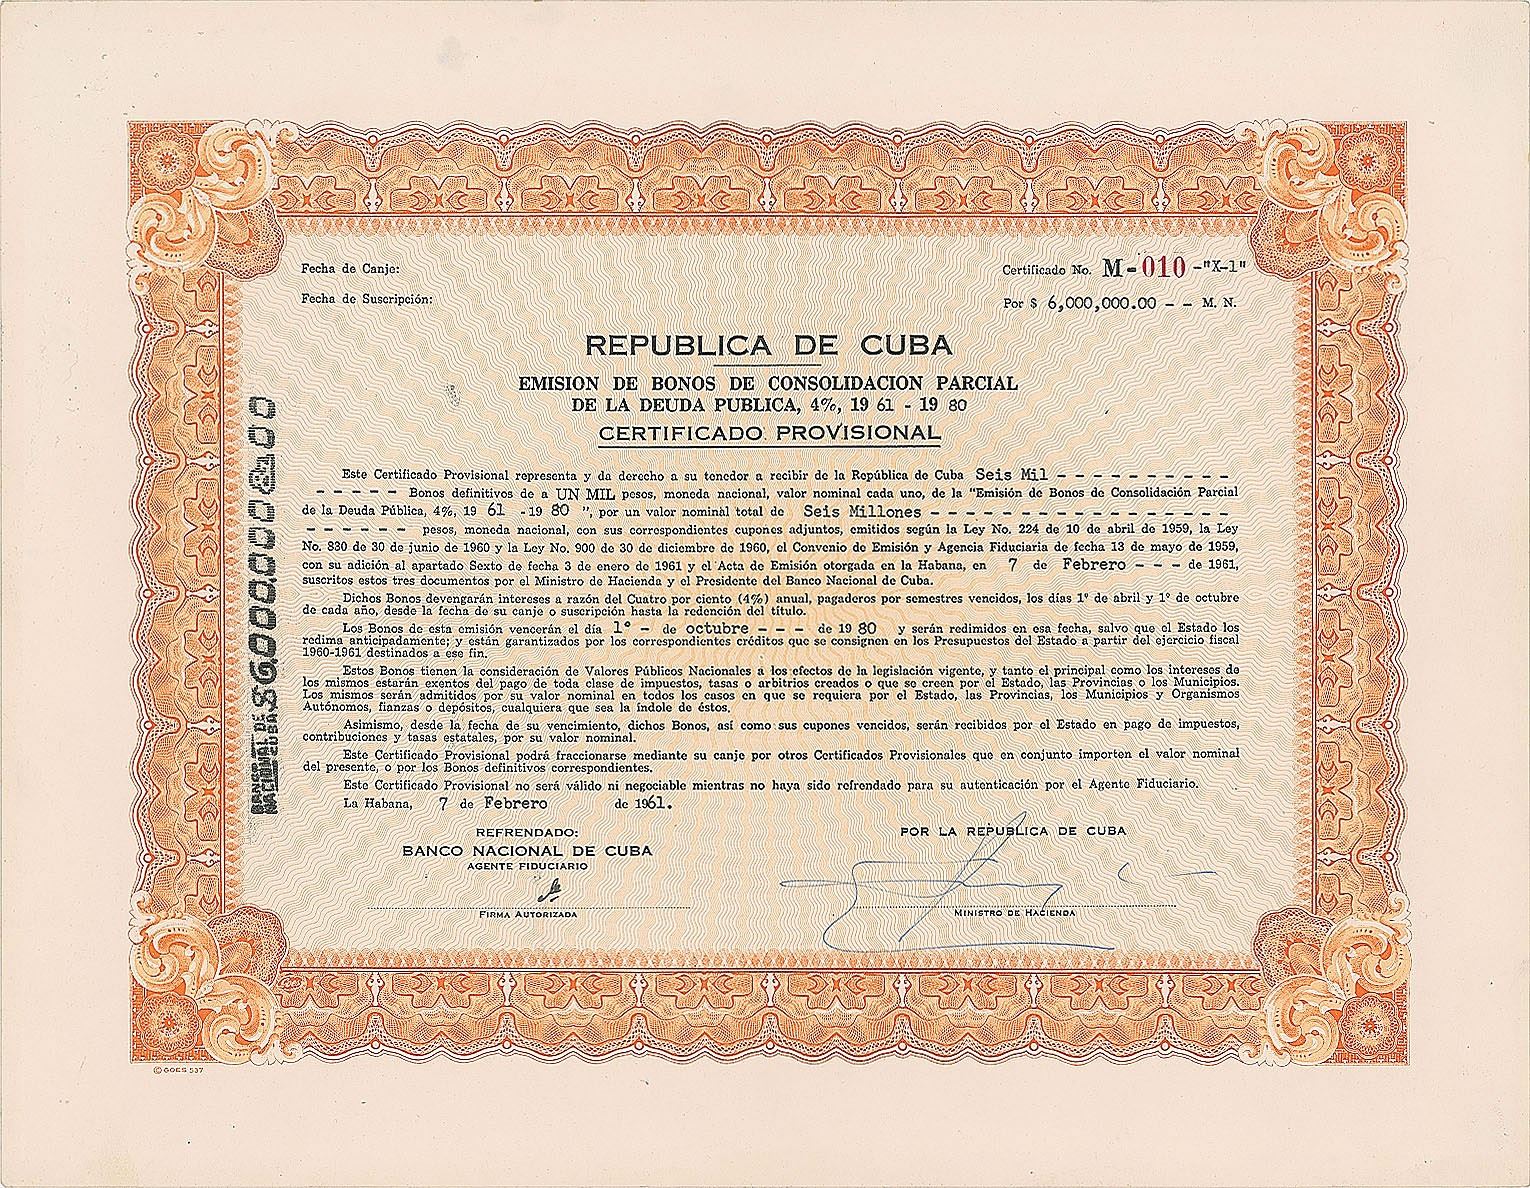 Fecha de Canje:
Certificado No. M-010-"X-1"
Fecha de Suscripción:
Por $ 6,000,000.00 - - M. N.
REPUBLICA DE CUBA
EMISION DE BONOS DE CONSOLIDACION PARCIAL
DE LA DEUDA PUBLICA, 4%, 19 61 - 19 80
CERTIFICADO PROVISIONAL
Este Certificado Provisional representa y da derecho a su tenedor a recibir de la República de Cuba Seis Mil - - - - - - - - - - -
- - - - - Bonos definitivos de a UN MIL pesos, moneda nacional, valor nominal cada uno, de la "Emisión de Bonos de Consolidación Parcial
de la Deuda Pública, 4%, 19 61 - 19 80 ", por un valor nominal total de Seis Millones - - - - - - - - - - - - - - - - - - -
- - - - - - pesos, moneda nacional, con sus correspondientes cupones adjuntos, emitidos según la Ley No. 224 de 10 de abril de 1959, la Ley
No. 830 de 30 de junio de 1960 y la Ley No. 900 de 30 de diciembre de 1960, el Convenio de Emisión y Agencia Fiduciaria de fecha 13 de mayo de 1959,
con su adición al apartado Sexto de fecha 3 de enero de 1961 y el Acta de Emisión otorgada en la Habana, en 7 de Febrero - - - de 1961,
suscritos estos tres documentos por el Ministro de Hacienda y el Presidente del Banco Nacional de Cuba.
Dichos Bonos devengarán intereses a razón del Cuatro por ciento (4%) anual, pagaderos por semestres vencidos, los días 1º de abril y 1º de octubre
de cada año, desde la fecha de su canje o suscripción hasta la redención del título.
Los Bonos de esta emisión vencerán el día 1º - de octubre - - - de 19 80 y serán redimidos en esa fecha, salvo que el Estado los
redima anticipadamente; y están garantizados por los correspondientes créditos que se consignen en los Presupuestos del Estado a partir del ejercicio fiscal
1960-1961 destinados a ese fin.
Estos Bonos tienen la consideración de Valores Públicos Nacionales a los efectos de la legislación vigente, y tanto el principal como los intereses de
los mismos estarán exentos del pago de toda clase de impuestos, tasas o arbitrios creados o que se creen por el Estado, las Provincias o los Municipios.
Los mismos serán admitidos por su valor nominal en todos los casos en que se requiera por el Estado, las Provincias, los Municipios y Organismos
Autónomos, fianzas o depósitos, cualquiera que sea la índole de éstos.
Asimismo, desde la fecha de su vencimiento, dichos Bonos, así como sus cupones vencidos, serán recibidos por el Estado en pago de impuestos,
contribuciones y tasas estatales, por su valor nominal.
Este Certificado Provisional podrá fraccionarse mediante su canje por otros Certificados Provisionales que en conjunto importen el valor nominal
del presente, o por los Bonos definitivos correspondientes.
Este Certificado Provisional no será válido ni negociable mientras no haya sido refrendado para su autenticación por el Agente Fiduciario.
La Habana, 7 de Febrero de 1961.
REFRENDADO:
BANCO NACIONAL DE CUBA
AGENTE FIDUCIARIO
FIRMA AUTORIZADA
POR LA REPUBLICA DE CUBA
MINISTRO DE HACIENDA
BANCO
NACIONAL DE
CUBA
$6,000,000.00
© GOES 537